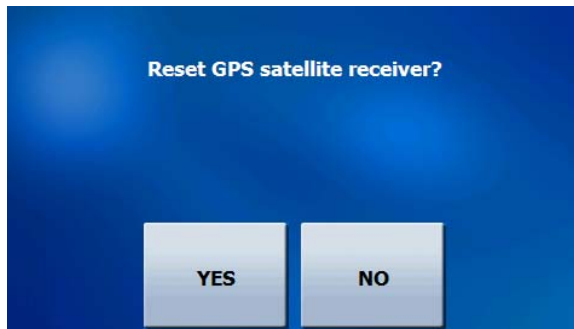 Reset GPS satellite receiver?
YES NO